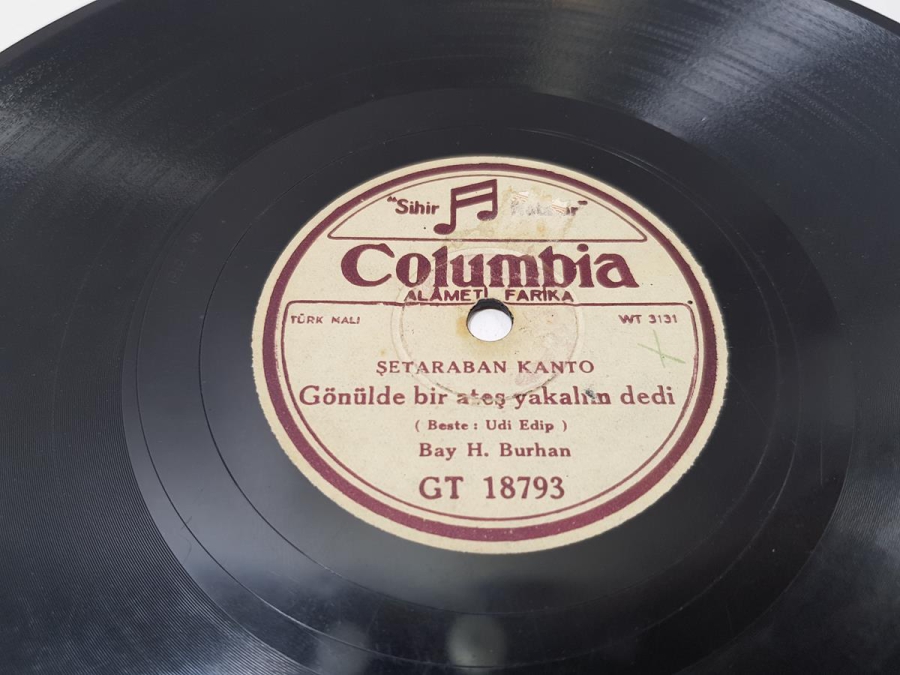 "Sihir
Columbia
ALÂMETİ FARİKA
TÜRK MALI WT 3131
ŞETARABAN KANTO
Gönülde bir ateş yakalım dedi
( Beste : Udi Edip )
Bay H. Burhan
GT 18793